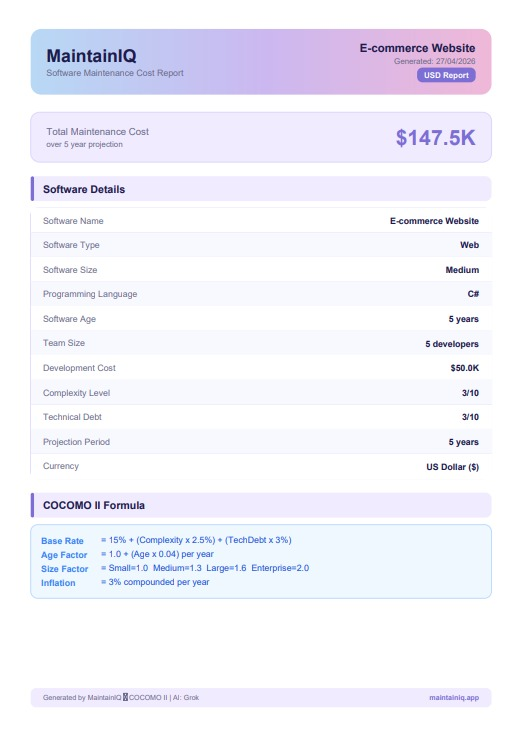 MaintainIQ
Software Maintenance Cost Report
E-commerce Website
Generated: 27/04/2026
USD Report
Total Maintenance Cost
over 5 year projection
$147.5K
Software Details
Software Name E-commerce Website
Software Type Web
Software Size Medium
Programming Language C#
Software Age 5 years
Team Size 5 developers
Development Cost $50.0K
Complexity Level 3/10
Technical Debt 3/10
Projection Period 5 years
Currency US Dollar ($)
COCOMO II Formula
Base Rate = 15% + (Complexity x 2.5%) + (TechDebt x 3%)
Age Factor = 1.0 + (Age x 0.04) per year
Size Factor = Small=1.0 Medium=1.3 Large=1.6 Enterprise=2.0
Inflation = 3% compounded per year
Generated by MaintainIQ COCOMO II | AI: Grok maintainiq.app